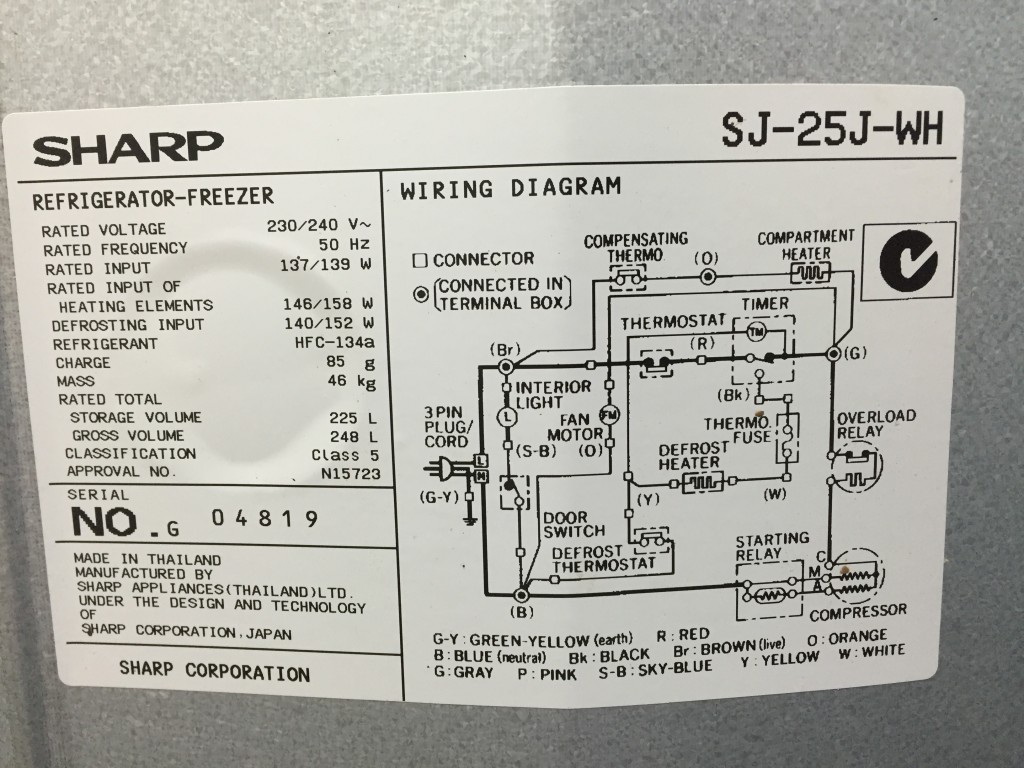 SHARP
SJ-25J-WH
REFRIGERATOR-FREEZER
RATED VOLTAGE 230/240 V~
RATED FREQUENCY 50 Hz
RATED INPUT 137/139 W
RATED INPUT OF
HEATING ELEMENTS 146/158 W
DEFROSTING INPUT 140/152 W
REFRIGERANT HFC-134a
CHARGE 85 g
MASS 46 kg
RATED TOTAL
STORAGE VOLUME 225 L
GROSS VOLUME 248 L
CLASSIFICATION Class 5
APPROVAL NO. N15723
SERIAL
NO. G 04819
MADE IN THAILAND
MANUFACTURED BY
SHARP APPLIANCES(THAILAND)LTD.
UNDER THE DESIGN AND TECHNOLOGY
OF
SHARP CORPORATION, JAPAN
SHARP CORPORATION
WIRING DIAGRAM
CONNECTOR
(CONNECTED IN
TERMINAL BOX)
COMPENSATING
THERMO
(O)
COMPARTMENT
HEATER
TIMER
TM
THERMOSTAT
(R)
(G)
(Br)
INTERIOR
LIGHT
L
FAN
MOTOR
FM
(Bk)
3 PIN
PLUG/
CORD
L
N
(G-Y)
(S-B)
(O)
THERMO.
FUSE
OVERLOAD
RELAY
DEFROST
HEATER
(Y)
(W)
DOOR
SWITCH
DEFROST
THERMOSTAT
STARTING
RELAY
C
M
A
COMPRESSOR
(B)
G-Y : GREEN-YELLOW (earth) R : RED
B : BLUE (neutral) Bk : BLACK Br : BROWN (live) O : ORANGE
G : GRAY P : PINK S-B : SKY-BLUE Y : YELLOW W : WHITE